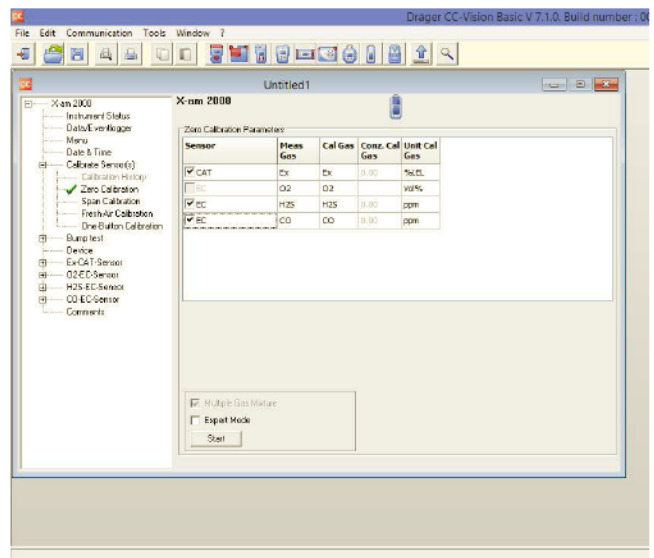 Dräger CC-Vision Basic V 7.1.0. Build number : 00
File Edit Communication Tools Window ?
Untitled1
X-am 2000
Instrument Status
Data/Eventlogger
Menu
Date & Time
Calibrate Sensor(s)
Calibration History
Zero Calibration
Span Calibration
Fresh-Air Calibration
One-Button Calibration
Bump test
Device
Ex-CAT-Sensor
O2-EC-Sensor
H2S-EC-Sensor
CO-EC-Sensor
Comments
X-am 2000
Zero Calibration Parameters
Sensor Meas Gas Cal Gas Conz. Cal Gas Unit Cal Gas
CAT Ex Ex 0.00 %LEL
EC O2 O2 vol%
EC H2S H2S 0.00 ppm
EC CO CO 0.00 ppm
Multiple Gas Mixture
Expert Mode
Start